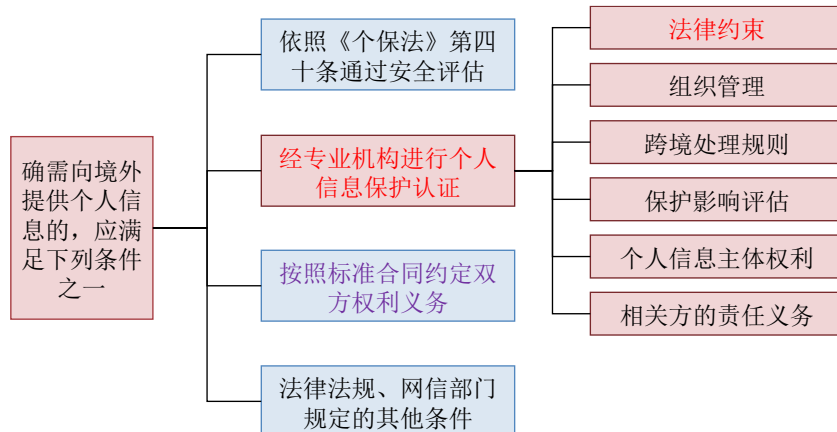 确需向境外
提供个人信
息的，应满
足下列条件
之一
依照《个保法》第四
十条通过安全评估
经专业机构进行个人
信息保护认证
按照标准合同约定双
方权利义务
法律法规、网信部门
规定的其他条件
法律约束
组织管理
跨境处理规则
保护影响评估
个人信息主体权利
相关方的责任义务